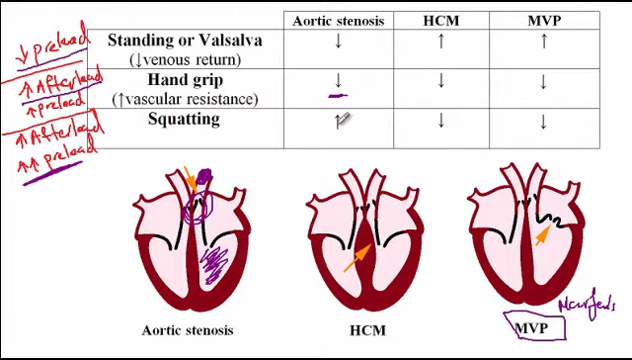 Aortic stenosis HCM MVP
↓ preload
Standing or Valsalva ↓ ↑ ↑
(↓venous return)
↑ Afterload
Hand grip ↓ ↓ ↓
↑ preload
(↑vascular resistance)
↑ Afterload
Squatting ↑ ↓ ↓
↑↑ preload
Aortic stenosis HCM MVP